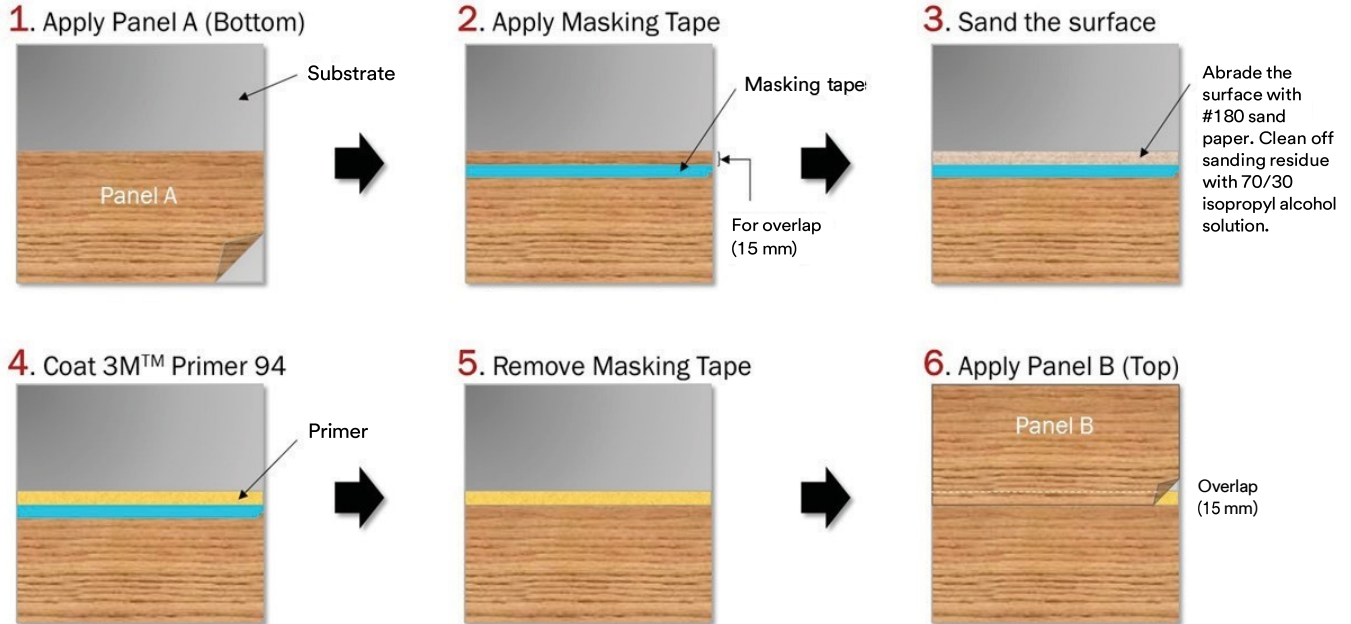 1. Apply Panel A (Bottom)
Substrate
Panel A
2. Apply Masking Tape
Masking tape
For overlap
(15 mm)
3. Sand the surface
Abrade the
surface with
#180 sand
paper. Clean off
sanding residue
with 70/30
isopropyl alcohol
solution.
4. Coat 3M™ Primer 94
Primer
5. Remove Masking Tape
6. Apply Panel B (Top)
Panel B
Overlap
(15 mm)